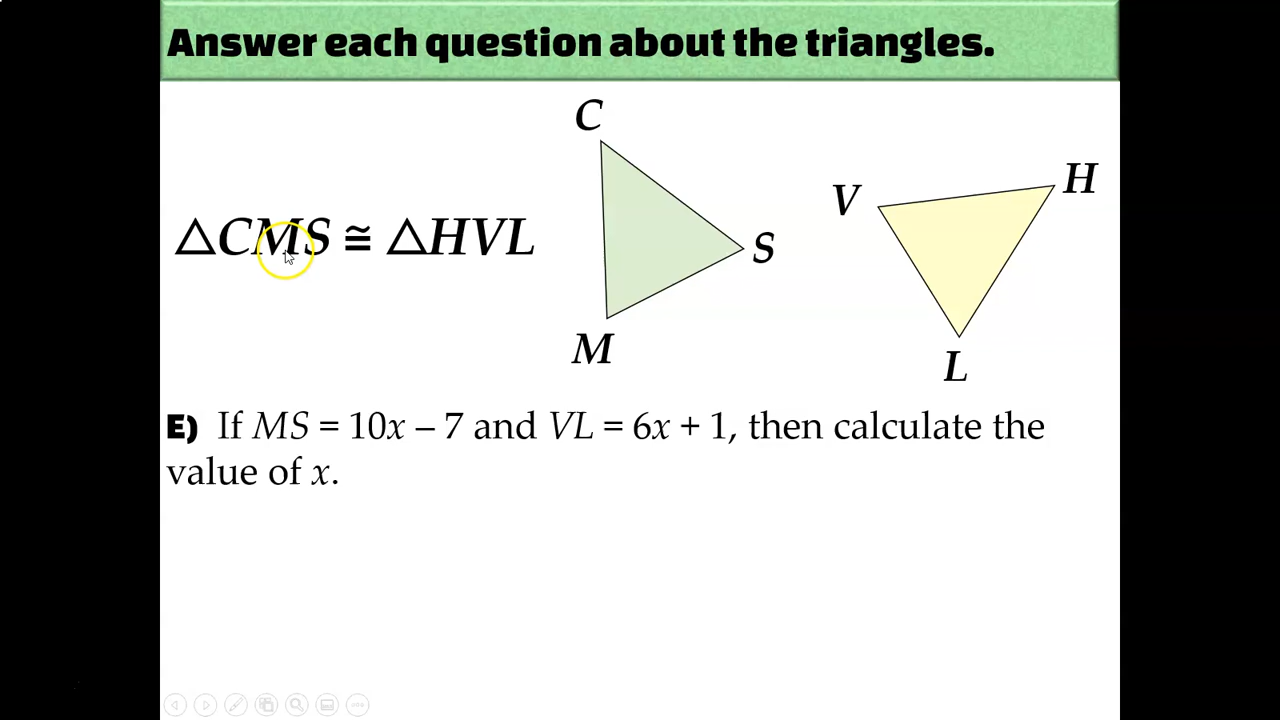 Answer each question about the triangles.
C
H
V
△CMS ≅ △HVL
S
M
L
E) If MS = 10x – 7 and VL = 6x + 1, then calculate the
value of x.